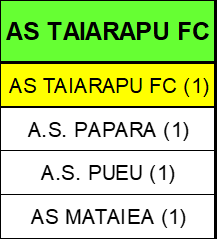 AS TAIARAPU FC
AS TAIARAPU FC (1)
A.S. PAPARA (1)
A.S. PUEU (1)
AS MATAIEA (1)